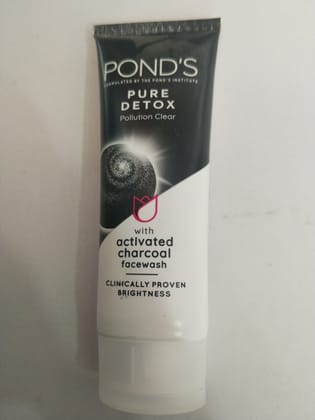 POND'S
FORMULATED BY THE POND'S INSTITUTE
PURE
DETOX
Pollution Clear
with
activated
charcoal
facewash
CLINICALLY PROVEN
BRIGHTNESS